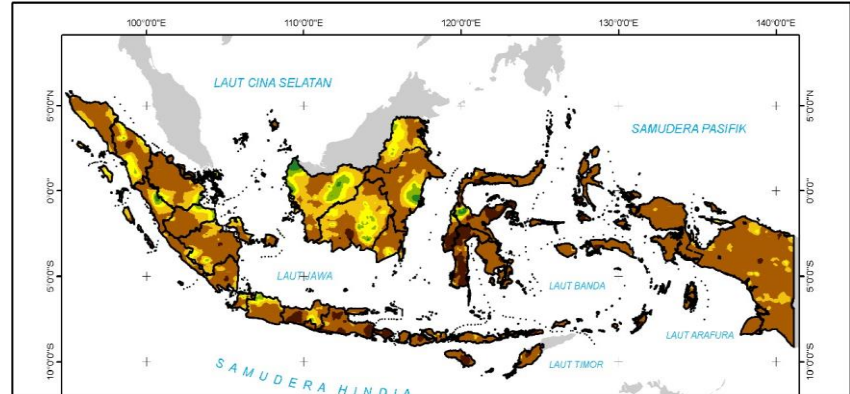 100°0'0"E 110°0'0"E 120°0'0"E 130°0'0"E 140°0'0"E
LAUT CINA SELATAN
5°0'0"N 5°0'0"N
SAMUDERA PASIFIK
0°0'0" 0°0'0"
LAUT JAWA
5°0'0"S 5°0'0"S
LAUT BANDA
LAUT ARAFURA
10°0'0"S 10°0'0"S
LAUT TIMOR
SAMUDERA HINDIA